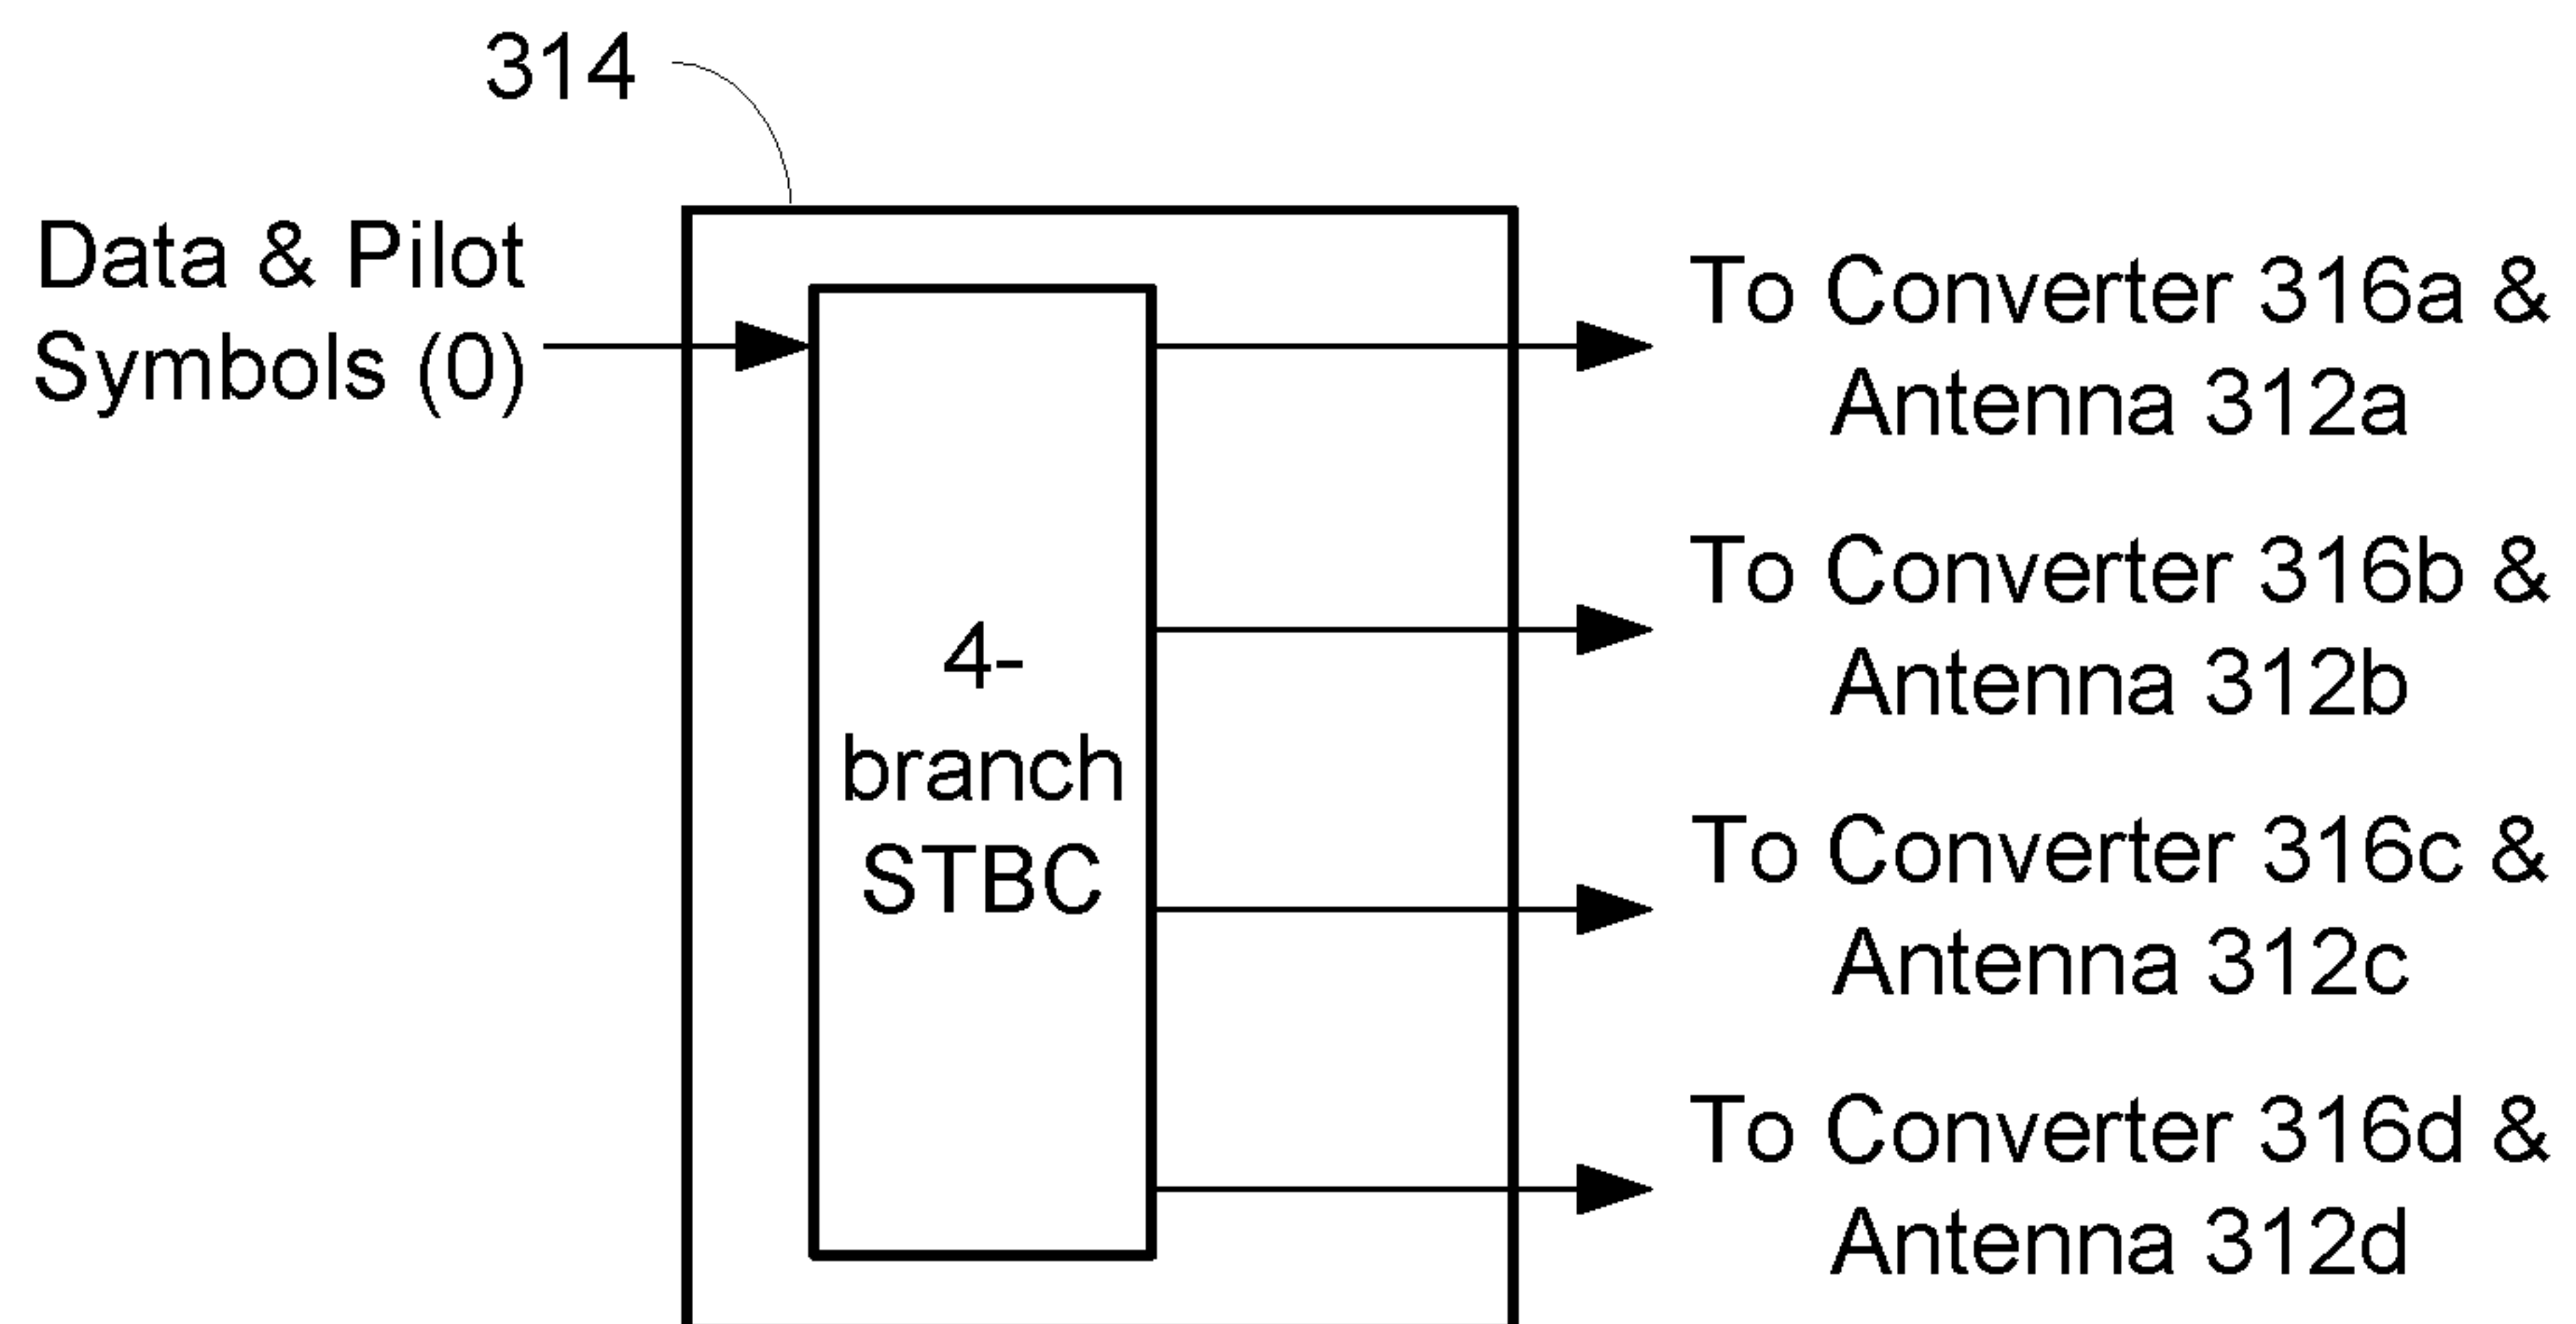 314
Data & Pilot
Symbols (0)
4-
branch
STBC
To Converter 316a &
Antenna 312a
To Converter 316b &
Antenna 312b
To Converter 316c &
Antenna 312c
To Converter 316d &
Antenna 312d